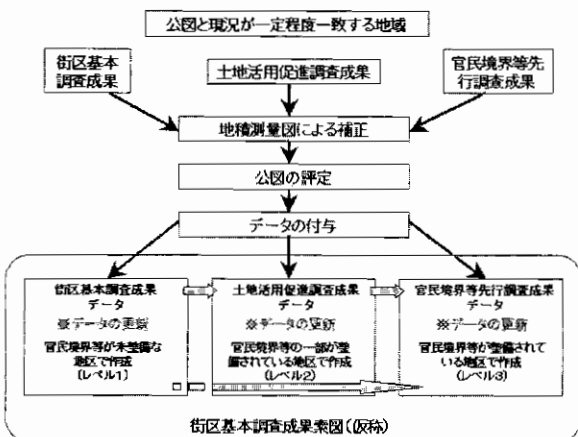 公図と現況が一定程度一致する地域
街区基本
調査成果
土地活用促進調査成果
官民境界等先
行調査成果
地積測量図による補正
公図の評定
データの付与
街区基本調査成果
データ
※データの更新
官民境界等が未整備な
地区で作成
(レベル1)
土地活用促進調査成果
データ
※データの更新
官民境界等の一部が整
備されている地区で作成
(レベル2)
官民境界等先行調査成果
データ
※データの更新
官民境界等が整備されて
いる地区で作成
(レベル3)
街区基本調査成果素図(仮称)